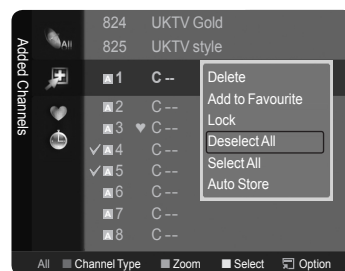 Added Channels
All
824 UKTV Gold
825 UKTV style
A 1 C --
A 2 C --
A 3 ♥ C --
✓ A 4 C --
✓ A 5 C --
A 6 C --
A 7 C --
A 8 C --
Delete
Add to Favourite
Lock
Deselect All
Select All
Auto Store
All Channel Type Zoom Select Option